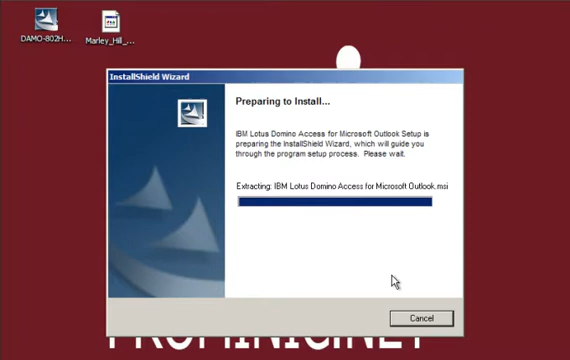 DAMO-802H...
Marley_Hill_...
InstallShield Wizard
Preparing to Install...
IBM Lotus Domino Access for Microsoft Outlook Setup is
preparing the InstallShield Wizard, which will guide you
through the program setup process. Please wait.
Extracting: IBM Lotus Domino Access for Microsoft Outlook.msi
Cancel